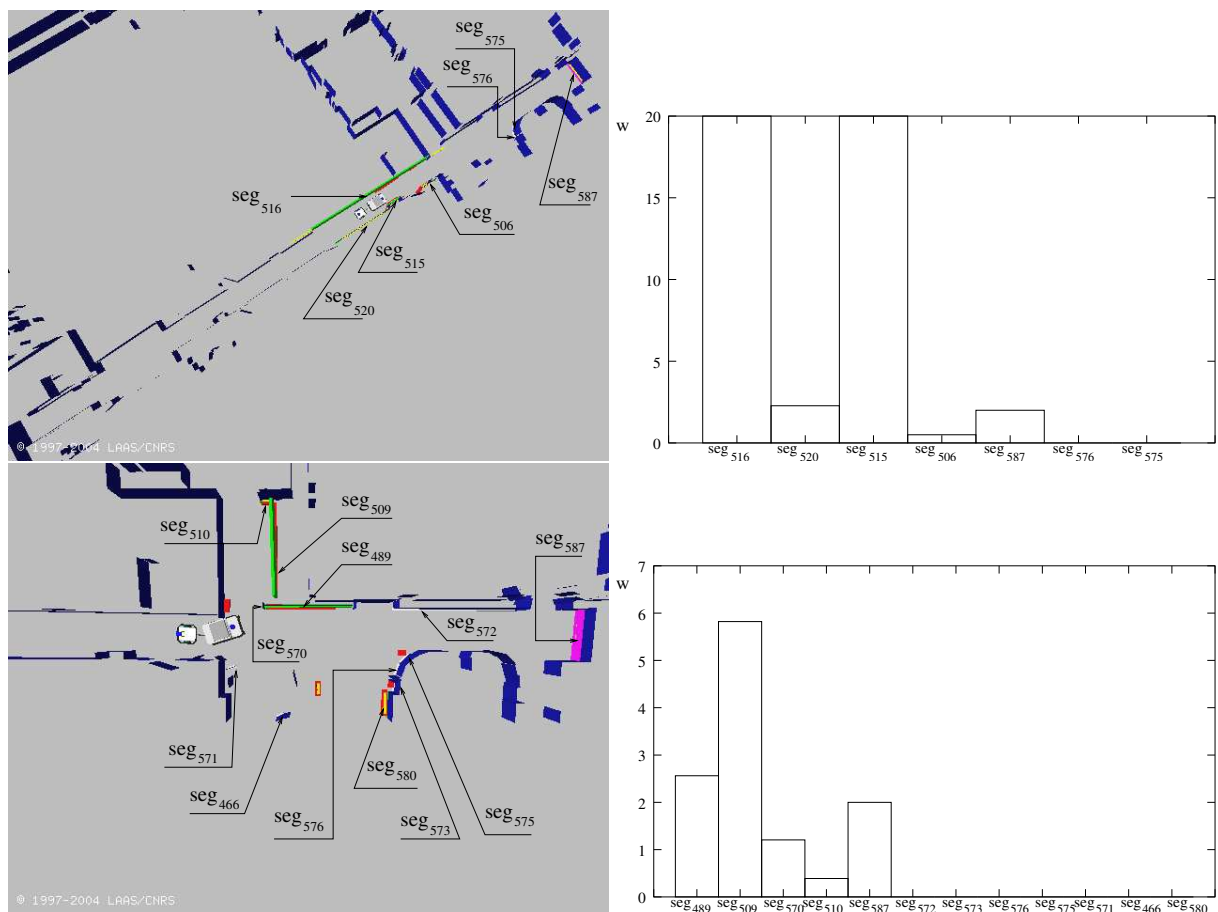 seg575
seg576
seg587
seg516
seg506
seg515
seg520
© 1997-2004 LAAS/CNRS
w
20
15
10
5
0
seg516 seg520 seg515 seg506 seg587 seg576 seg575
seg509
seg510
seg489
seg587
seg572
seg570
seg571
seg580
seg466
seg576
seg573
seg575
© 1997-2004 LAAS/CNRS
w
7
6
5
4
3
2
1
0
seg489 seg509 seg570 seg510 seg587 seg572 seg573 seg576 seg575 seg571 seg466 seg580